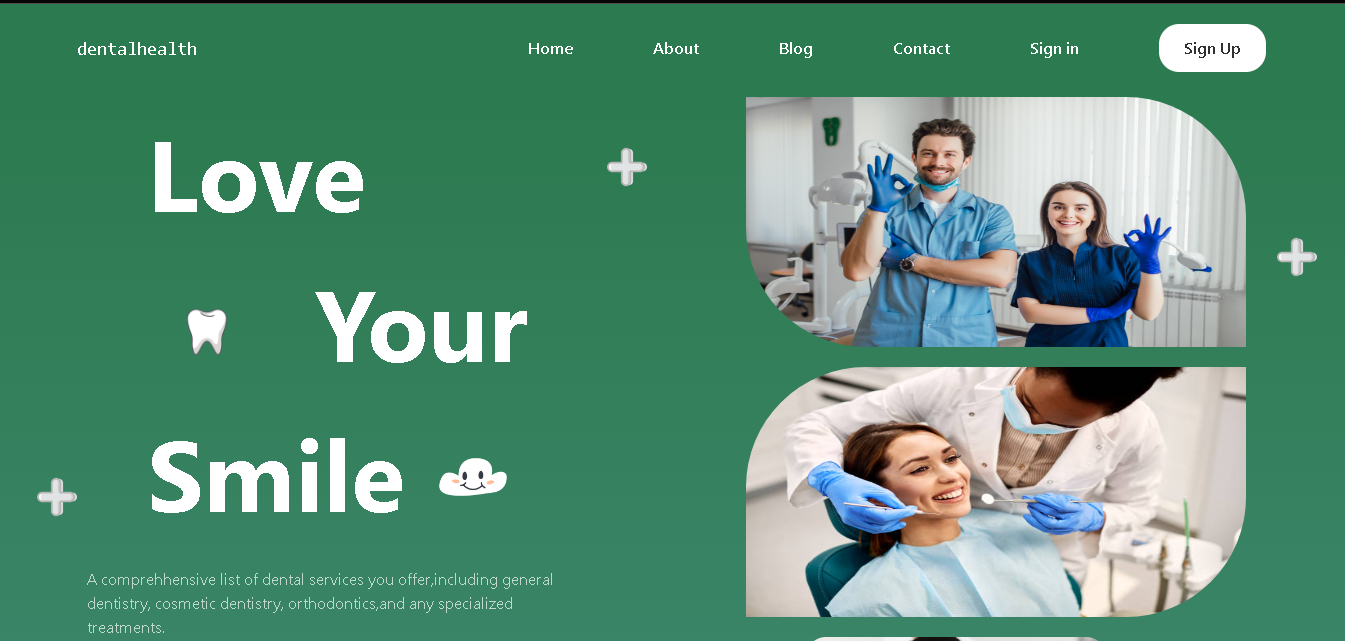 dentalhealth
Home
About
Blog
Contact
Sign in
Sign Up
Love
Your
Smile
A comprehhensive list of dental services you offer,including general
dentistry, cosmetic dentistry, orthodontics,and any specialized
treatments.